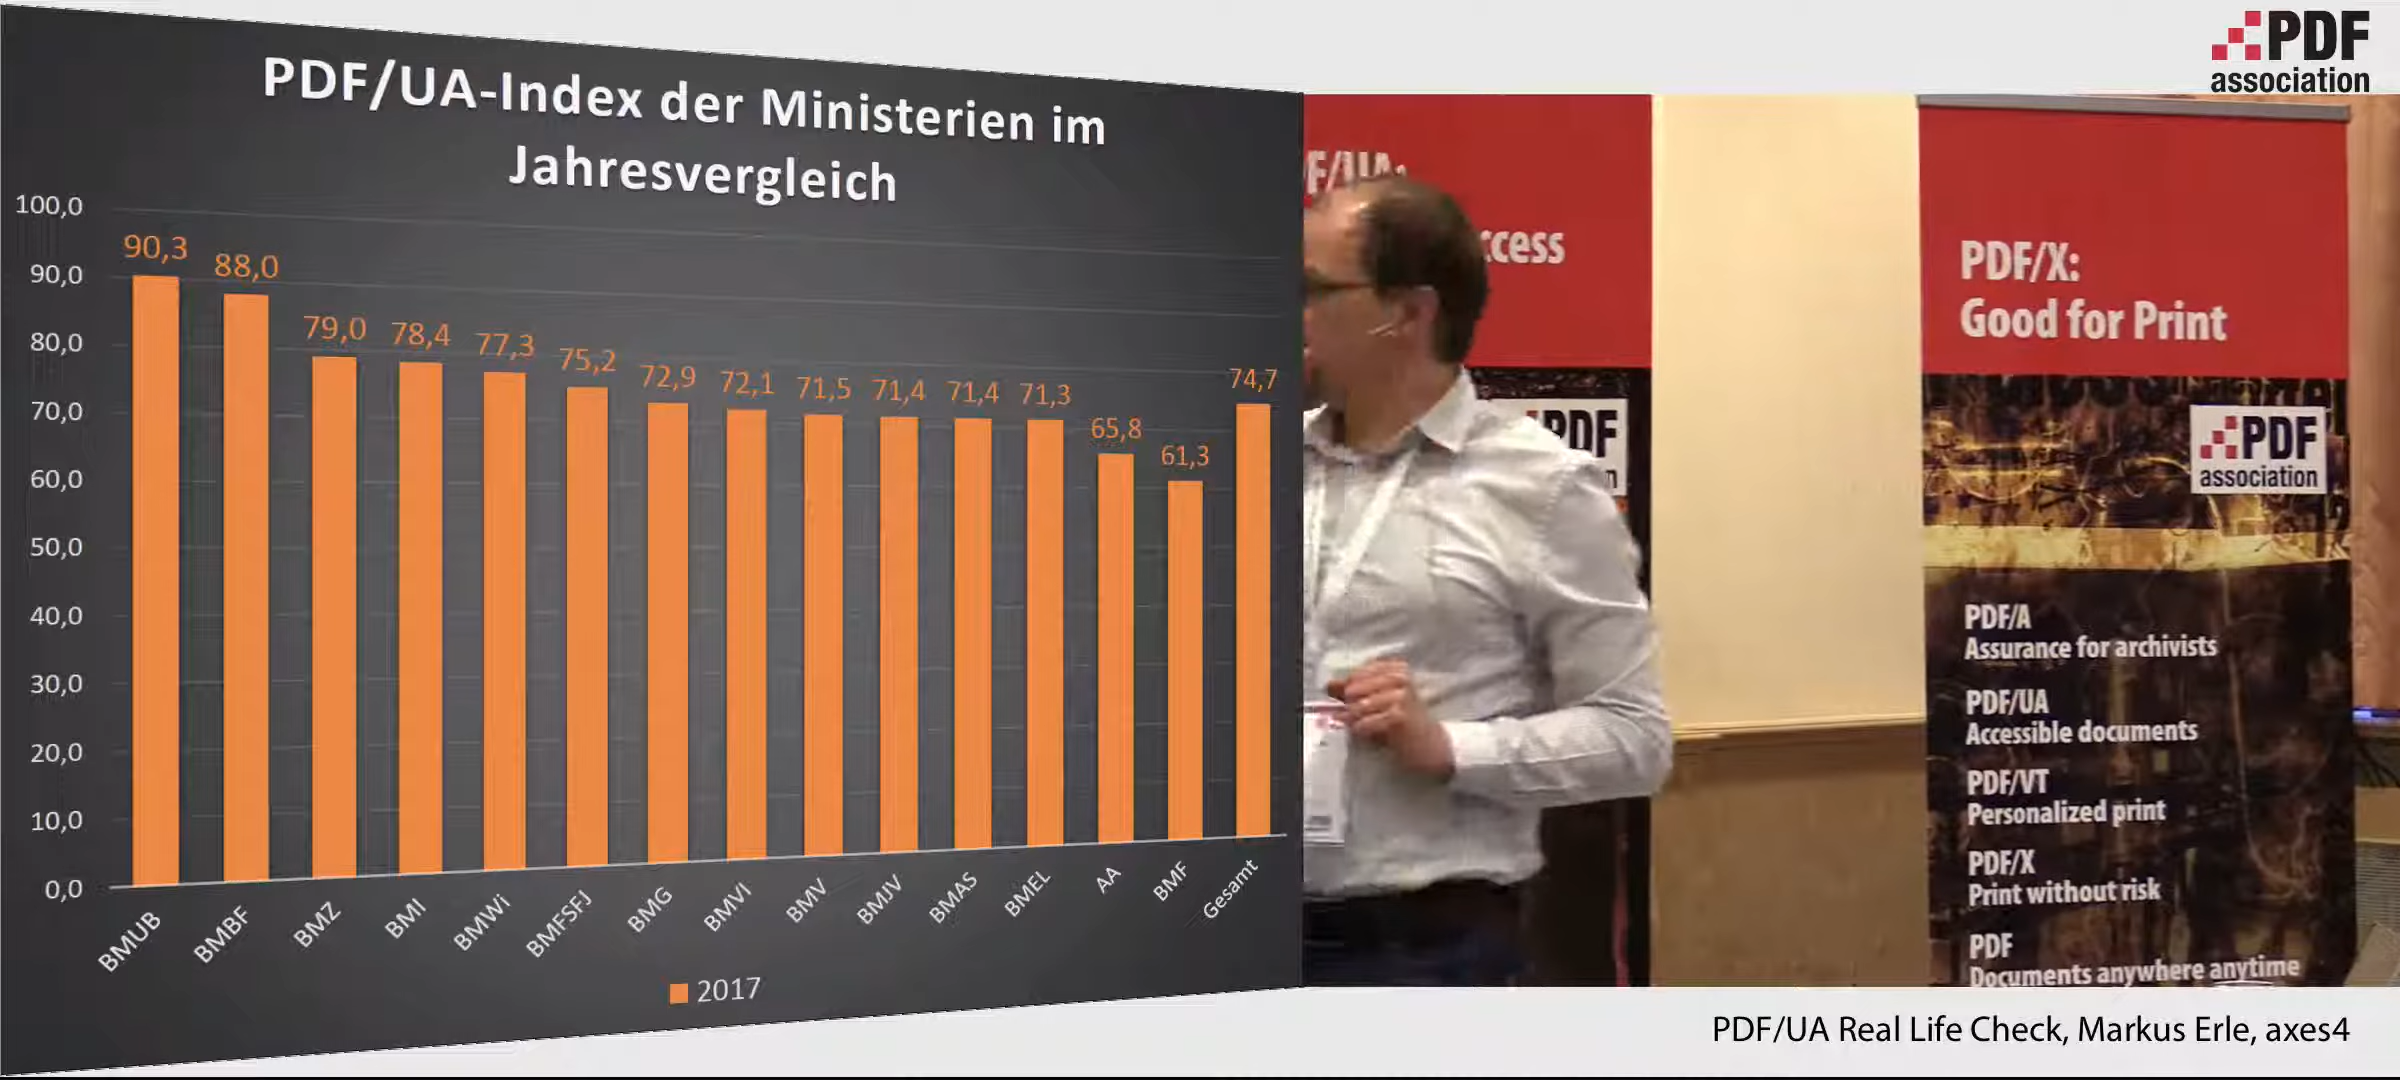 PDF/UA-Index der Ministerien im
Jahresvergleich
100,0
90,0
80,0
70,0
60,0
50,0
40,0
30,0
20,0
10,0
0,0
90,3
88,0
79,0
78,4
77,3
75,2
72,9
72,1
71,5
71,4
71,4
71,3
65,8
61,3
74,7
BMUB
BMBF
BMZ
BMI
BMWi
BMFSFJ
BMG
BMVI
BMV
BMJV
BMAS
BMEL
AA
BMF
Gesamt
2017
PDF
association
F/UA:
ccess
PDF
n
PDF/X:
Good for Print
PDF
association
PDF/A
Assurance for archivists
PDF/UA
Accessible documents
PDF/VT
Personalized print
PDF/X
Print without risk
PDF
Documents anywhere anytime
PDF/UA Real Life Check, Markus Erle, axes4